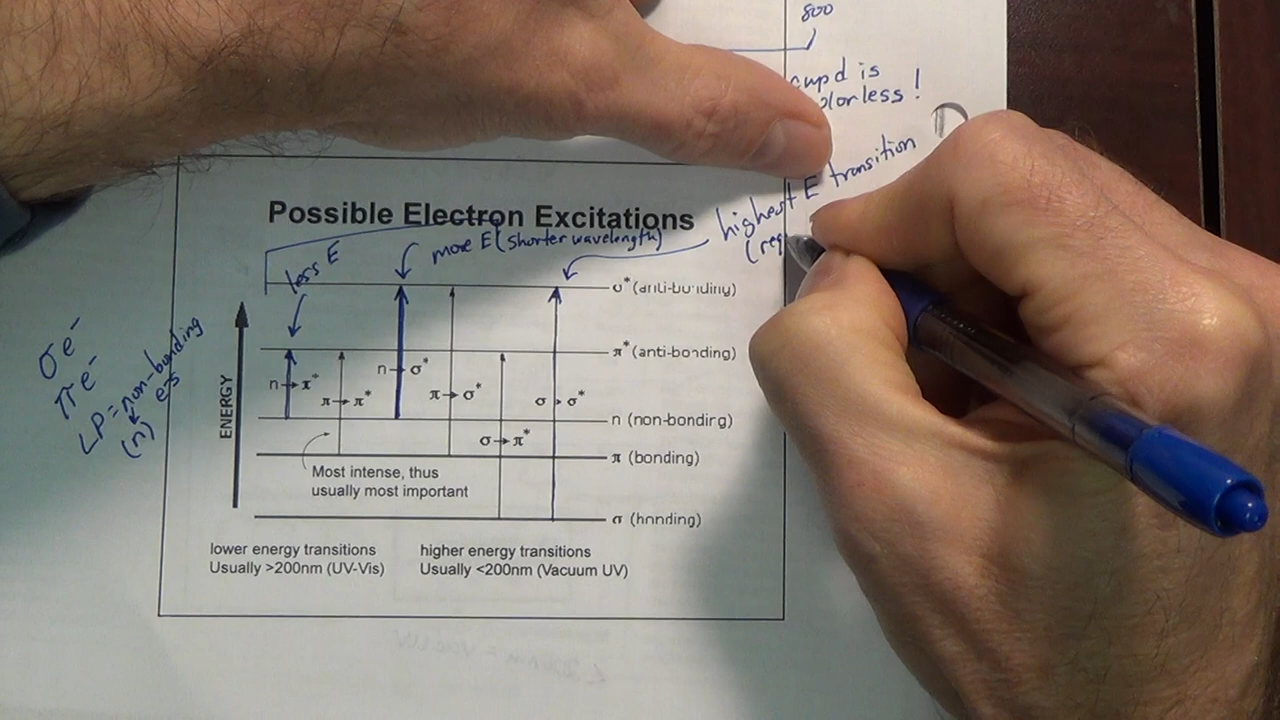 800
cmpd is
colorless!
highest E transition
(req
Possible Electron Excitations
less E
more E (shorter wavelength)
σ* (anti-bonding)
π* (anti-bonding)
n→π*
π→π*
n→σ*
π→σ*
σ→σ*
σ→π*
n (non-bonding)
π (bonding)
σ (bonding)
ENERGY
σ e⁻
π e⁻
LP = non-bonding
(n) e⁻s
Most intense, thus
usually most important
lower energy transitions
Usually >200nm (UV-Vis)
higher energy transitions
Usually <200nm (Vacuum UV)